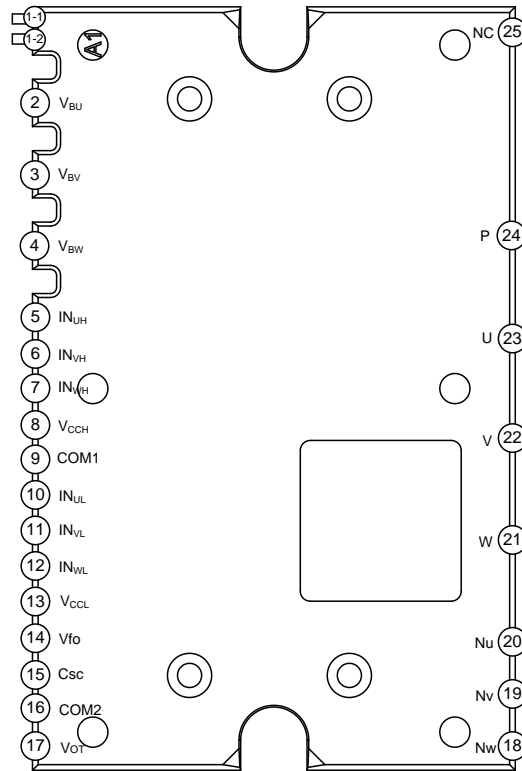 1-1
1-2
A1
2 VBU
3 VBV
4 VBW
5 INUH
6 INVH
7 INWH
8 VCCH
9 COM1
10 INUL
11 INVL
12 INWL
13 VCCL
14 Vfo
15 Csc
16 COM2
17 VOT
NC 25
P 24
U 23
V 22
W 21
Nu 20
Nv 19
Nw 18